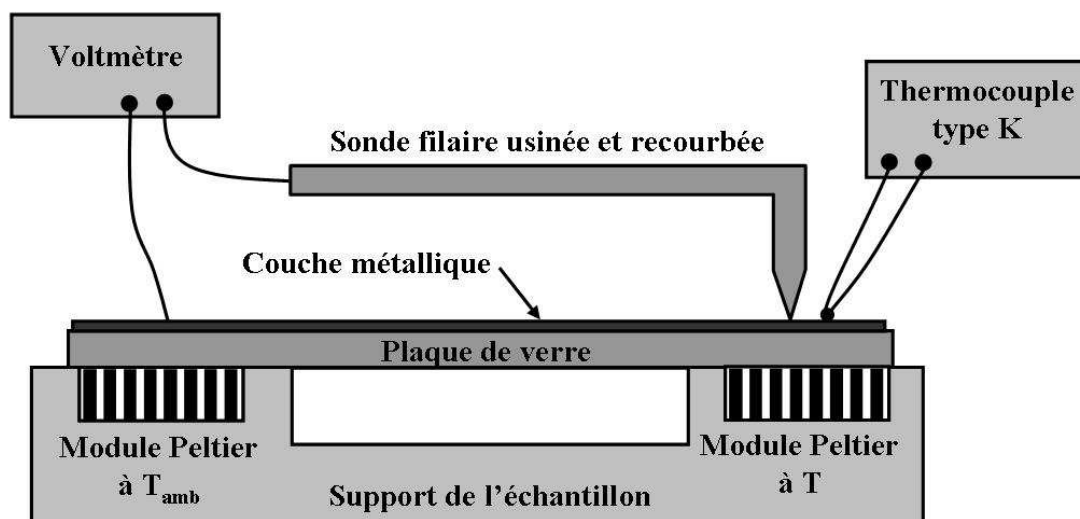 Voltmètre
Thermocouple
type K
Sonde filaire usinée et recourbée
Couche métallique
Plaque de verre
Module Peltier
à Tamb
Module Peltier
à T
Support de l'échantillon